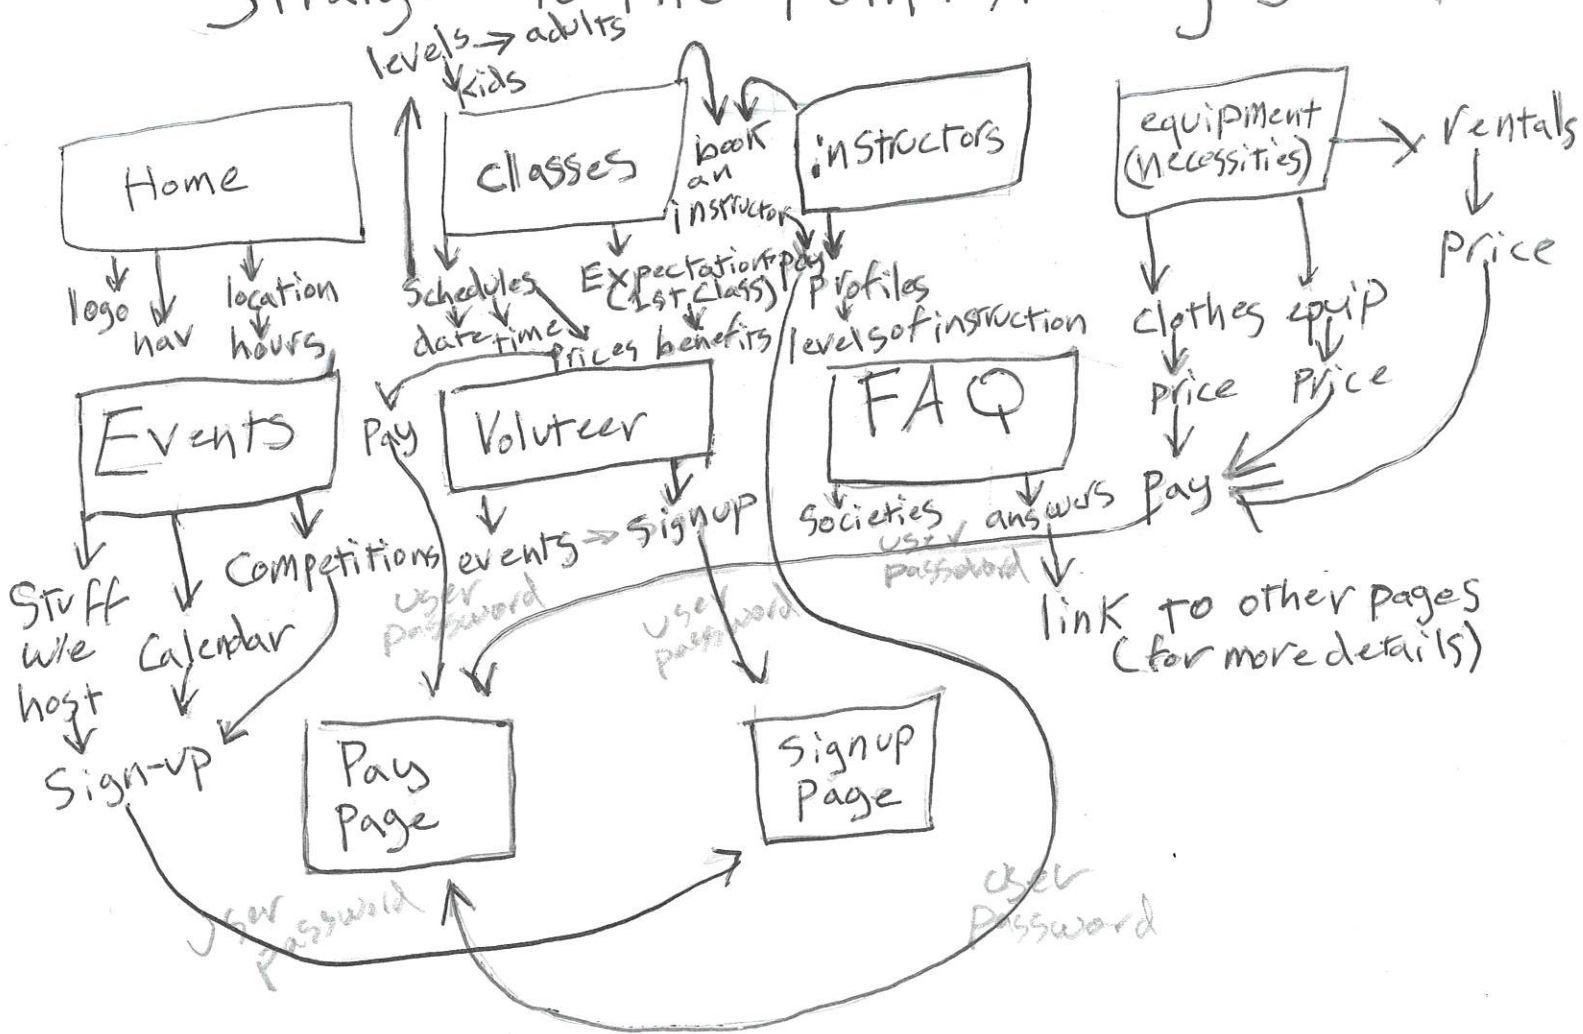 levels → adults
kids
Home
logo
nav
location
hours
classes
Schedules
date
time
Prices
Expectations
(1st class)
benefits
book
an
instructor
pay
instructors
Profiles
levels of instruction
equipment
(necessities)
rentals
Price
clothes
equip
Price
Price
Pay
Events
Stuff
w/e
host
Calendar
Competitions
Sign-up
Pay
Voluteer
events
signup
FAQ
Societies
answers
link to other pages
(for more details)
user
password
user
password
user
password
Pay
Page
signup
Page
user
password
user
password